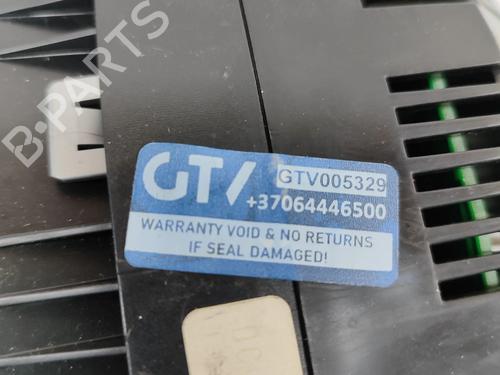 B-PARTS
GTV
GTV005329
+37064446500
WARRANTY VOID & NO RETURNS
IF SEAL DAMAGED!